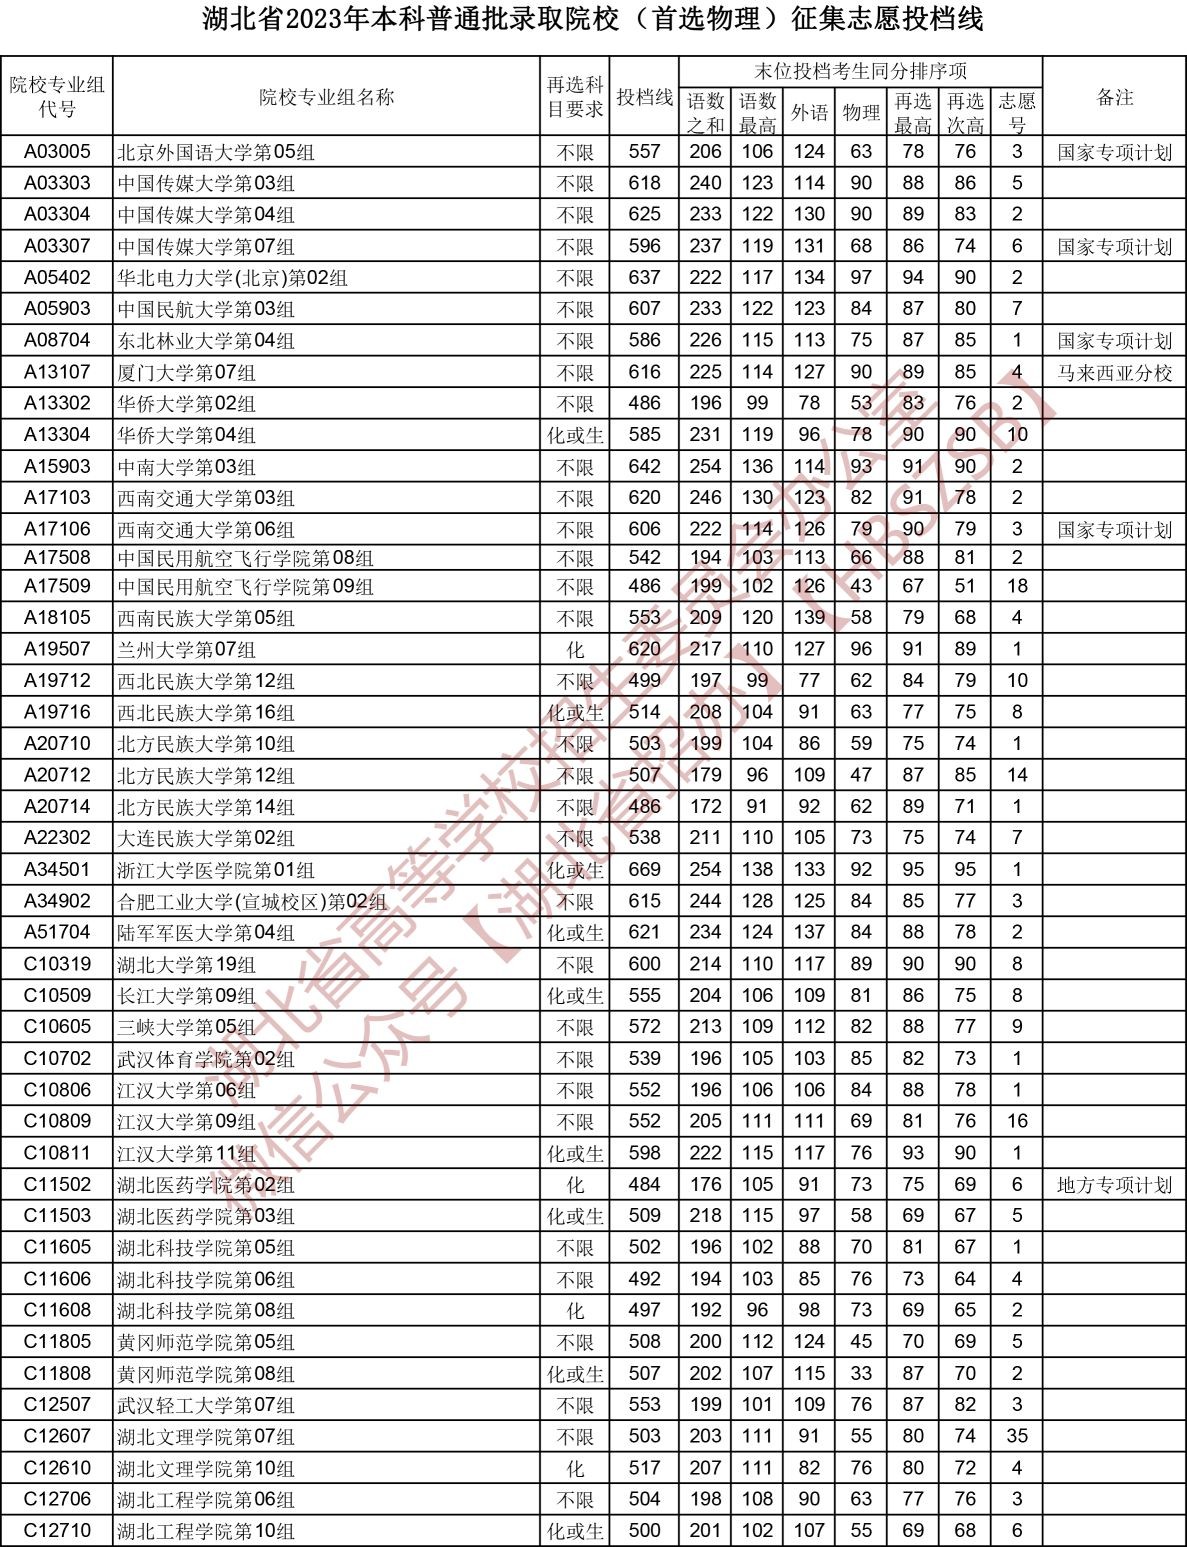 湖北省2023年本科普通批录取院校（首选物理）征集志愿投档线
院校专业组代号 院校专业组名称 再选科目要求 投档线 末位投档考生同分排序项 备注
语数之和 语数最高 外语 物理 再选最高 再选次高 志愿号
A03005 北京外国语大学第05组 不限 557 206 106 124 63 78 76 3 国家专项计划
A03303 中国传媒大学第03组 不限 618 240 123 114 90 88 86 5
A03304 中国传媒大学第04组 不限 625 233 122 130 90 89 83 2
A03307 中国传媒大学第07组 不限 596 237 119 131 68 86 74 6 国家专项计划
A05402 华北电力大学(北京)第02组 不限 637 222 117 134 97 94 90 2
A05903 中国民航大学第03组 不限 607 233 122 123 84 87 80 7
A08704 东北林业大学第04组 不限 586 226 115 113 75 87 85 1 国家专项计划
A13107 厦门大学第07组 不限 616 225 114 127 90 89 85 4 马来西亚分校
A13302 华侨大学第02组 不限 486 196 99 78 53 83 76 2
A13304 华侨大学第04组 化或生 585 231 119 96 78 90 90 10
A15903 中南大学第03组 不限 642 254 136 114 93 91 90 2
A17103 西南交通大学第03组 不限 620 246 130 123 82 91 78 2
A17106 西南交通大学第06组 不限 606 222 114 126 79 90 79 3 国家专项计划
A17508 中国民用航空飞行学院第08组 不限 542 194 103 113 66 88 81 2
A17509 中国民用航空飞行学院第09组 不限 486 199 102 126 43 67 51 18
A18105 西南民族大学第05组 不限 553 209 120 139 58 79 68 4
A19507 兰州大学第07组 化 620 217 110 127 96 91 89 1
A19712 西北民族大学第12组 不限 499 197 99 77 62 84 79 10
A19716 西北民族大学第16组 化或生 514 208 104 91 63 77 75 8
A20710 北方民族大学第10组 不限 503 199 104 86 59 75 74 1
A20712 北方民族大学第12组 不限 507 179 96 109 47 87 85 14
A20714 北方民族大学第14组 不限 486 172 91 92 62 89 71 1
A22302 大连民族大学第02组 不限 538 211 110 105 73 75 74 7
A34501 浙江大学医学院第01组 化或生 669 254 138 133 92 95 95 1
A34902 合肥工业大学(宣城校区)第02组 不限 615 244 128 125 84 85 77 3
A51704 陆军军医大学第04组 化或生 621 234 124 137 84 88 78 2
C10319 湖北大学第19组 不限 600 214 110 117 89 90 90 8
C10509 长江大学第09组 化或生 555 204 106 109 81 86 75 8
C10605 三峡大学第05组 不限 572 213 109 112 82 88 77 9
C10702 武汉体育学院第02组 不限 539 196 105 103 85 82 73 1
C10806 江汉大学第06组 不限 552 196 106 106 84 88 78 1
C10809 江汉大学第09组 不限 552 205 111 111 69 81 76 16
C10811 江汉大学第11组 化或生 598 222 115 117 76 93 90 1
C11502 湖北医药学院第02组 化 484 176 105 91 73 75 69 6 地方专项计划
C11503 湖北医药学院第03组 化或生 509 218 115 97 58 69 67 5
C11605 湖北科技学院第05组 不限 502 196 102 88 70 81 67 1
C11606 湖北科技学院第06组 不限 492 194 103 85 76 73 64 4
C11608 湖北科技学院第08组 化 497 192 96 98 73 69 65 2
C11805 黄冈师范学院第05组 不限 508 200 112 124 45 70 69 5
C11808 黄冈师范学院第08组 化或生 507 202 107 115 33 87 70 2
C12507 武汉轻工大学第07组 不限 553 199 101 109 76 87 82 3
C12607 湖北文理学院第07组 不限 503 203 111 91 55 80 74 35
C12610 湖北文理学院第10组 化 517 207 111 82 76 80 72 4
C12706 湖北工程学院第06组 不限 504 198 108 90 63 77 76 3
C12710 湖北工程学院第10组 化或生 500 201 102 107 55 69 68 6
湖北省高等学校招生委员会办公室
微信公众号【湖北省招办】【HBSZSB】